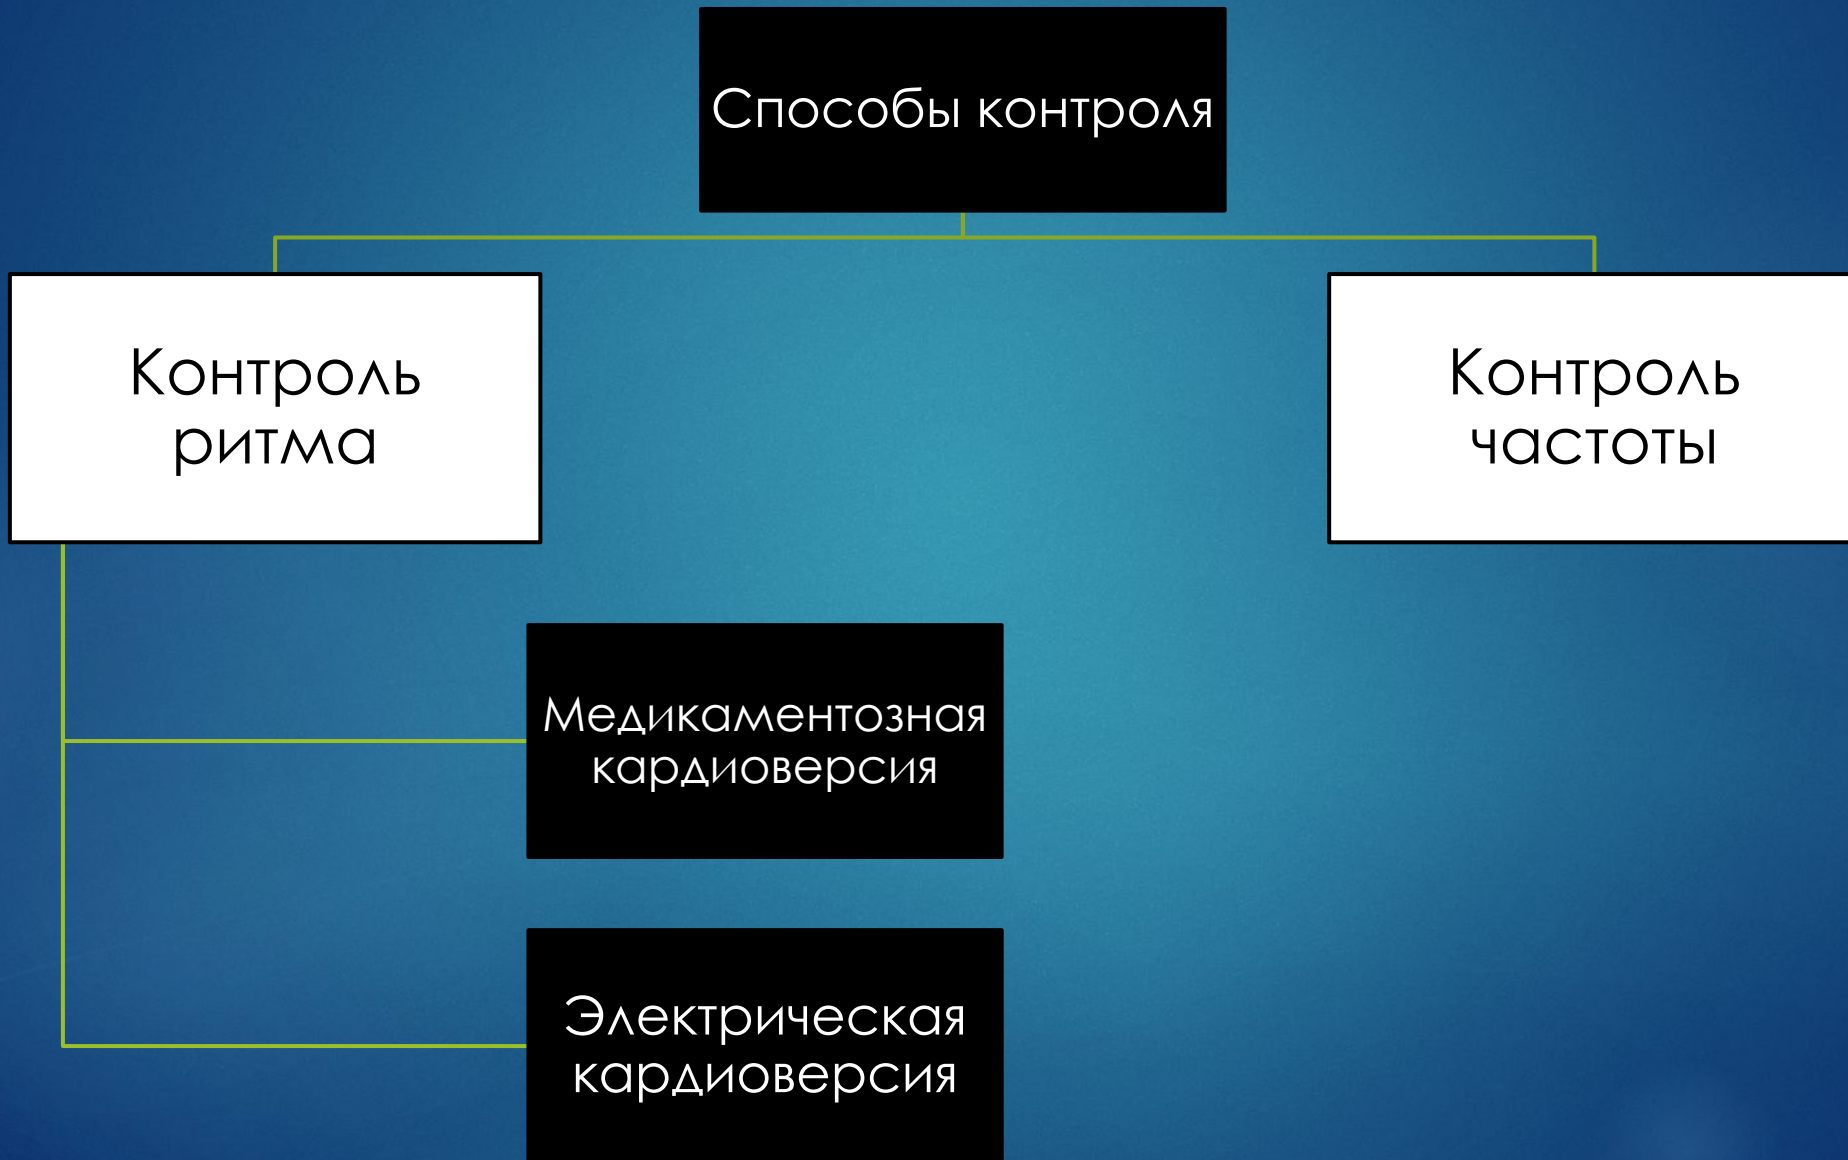 Способы контроля
Контроль
ритма
Контроль
частоты
Медикаментозная
кардиоверсия
Электрическая
кардиоверсия